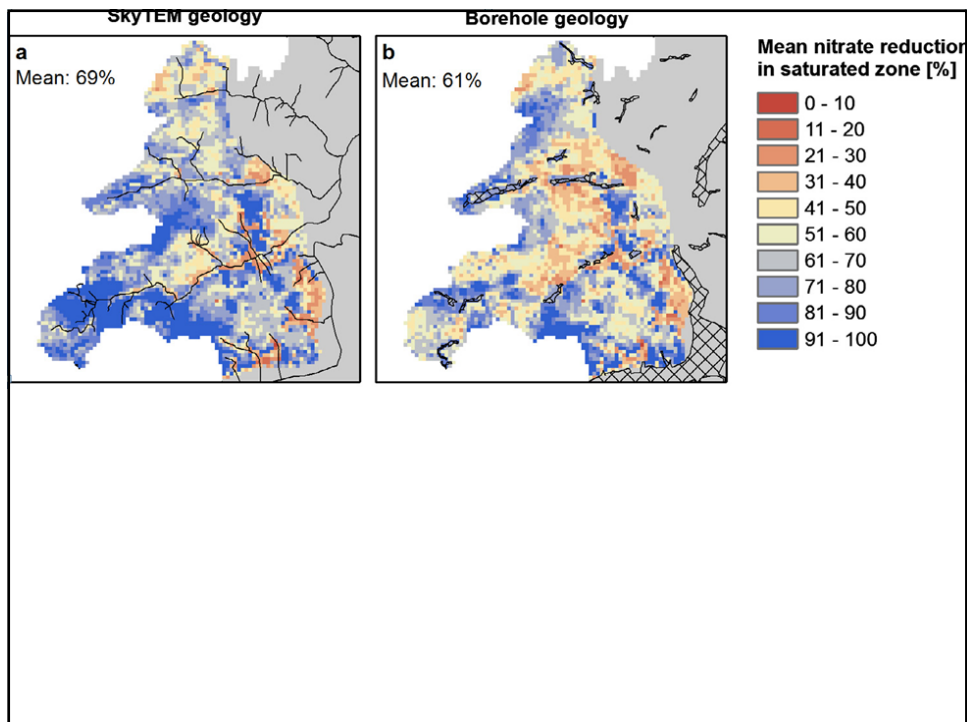 SkyTEM geology
Borehole geology
a
Mean: 69%
b
Mean: 61%
Mean nitrate reduction
in saturated zone [%]
0 - 10
11 - 20
21 - 30
31 - 40
41 - 50
51 - 60
61 - 70
71 - 80
81 - 90
91 - 100